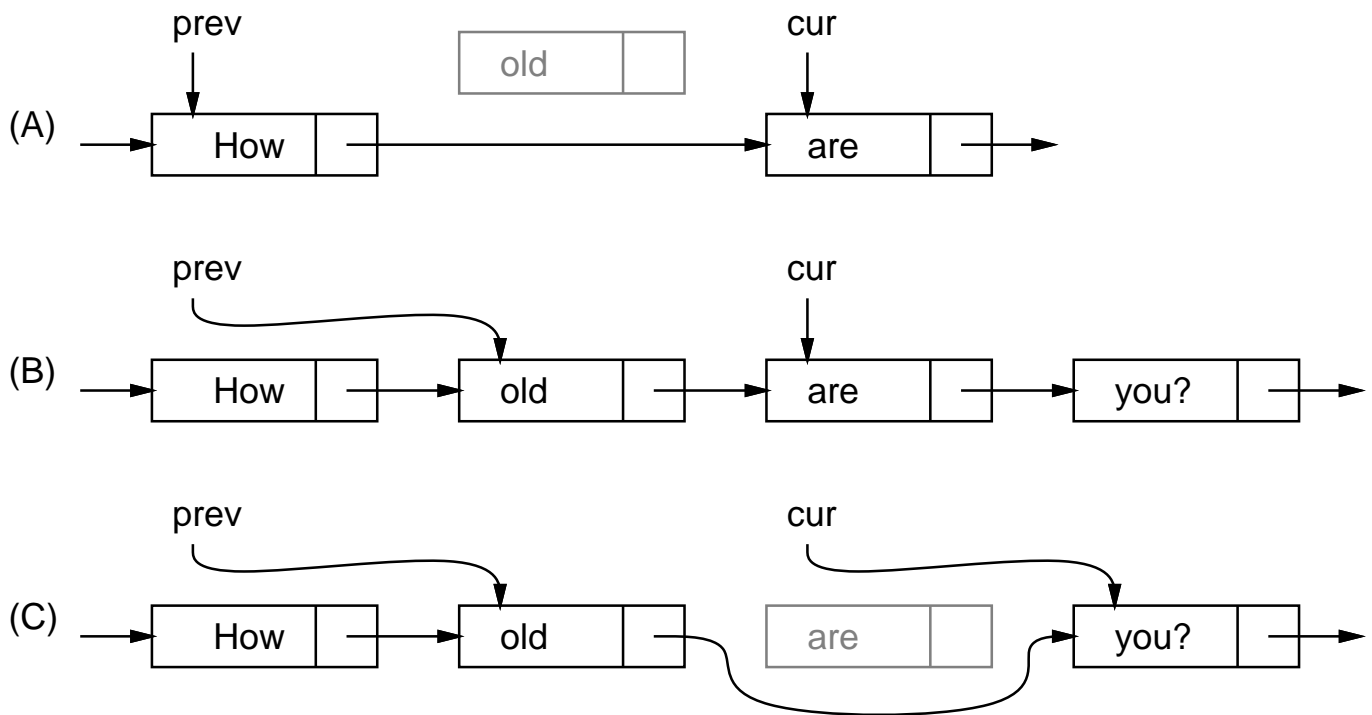 prev cur
old
(A) How are
prev cur
(B) How old are you?
prev cur
(C) How old are you?